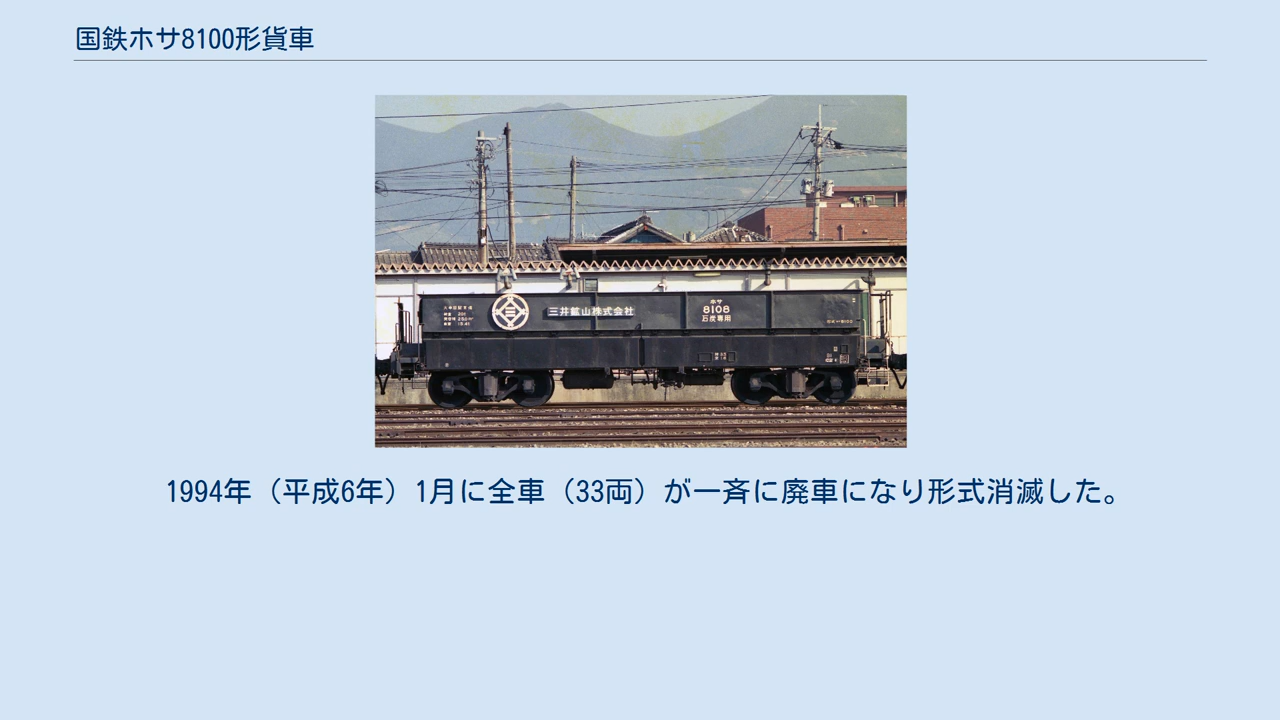 国鉄ホサ8100形貨車
三井鉱山株式会社
ホサ
8108
石炭専用
1994年（平成6年）1月に全車（33両）が一斉に廃車になり形式消滅した。